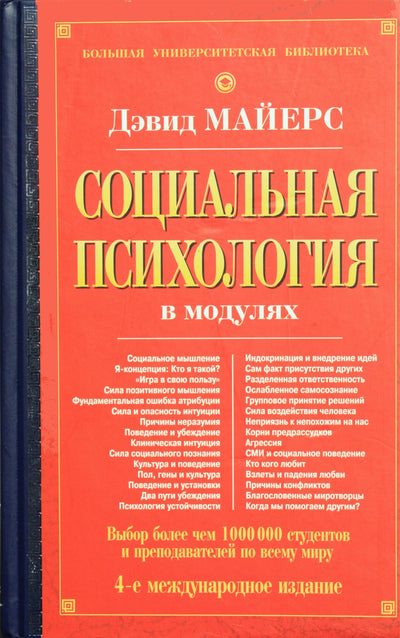 БОЛЬШАЯ УНИВЕРСИТЕТСКАЯ БИБЛИОТЕКА
Дэвид МАЙЕРС
СОЦИАЛЬНАЯ
ПСИХОЛОГИЯ
в модулях
Социальное мышление
Я-концепция: Кто я такой?
«Игра в свою пользу»
Сила позитивного мышления
Фундаментальная ошибка атрибуции
Сила и опасность интуиции
Причины неразумия
Поведение и убеждение
Клиническая интуиция
Сила социального познания
Культура и поведение
Пол, гены и культура
Поведение и установки
Два пути убеждения
Психология устойчивости
Индокринация и внедрение идей
Сам факт присутствия других
Разделенная ответственность
Ослабленное самосознание
Групповое принятие решений
Сила воздействия человека
Неприязнь к непохожим на нас
Корни предрассудков
Агрессия
СМИ и социальное поведение
Кто кого любит
Взлеты и падения любви
Причины конфликтов
Благословенные миротворцы
Когда мы помогаем другим?
Выбор более чем 1000000 студентов
и преподавателей по всему миру
4-е международное издание